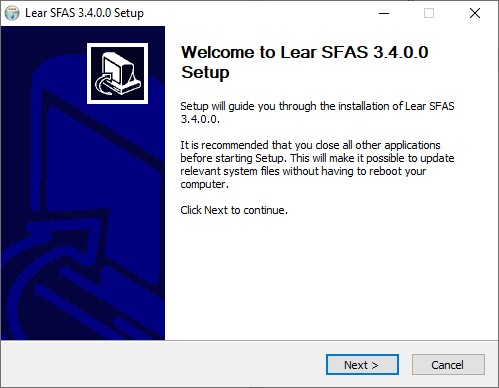 Lear SFAS 3.4.0.0 Setup
Welcome to Lear SFAS 3.4.0.0
Setup
Setup will guide you through the installation of Lear SFAS
3.4.0.0.
It is recommended that you close all other applications
before starting Setup. This will make it possible to update
relevant system files without having to reboot your
computer.
Click Next to continue.
Next >
Cancel